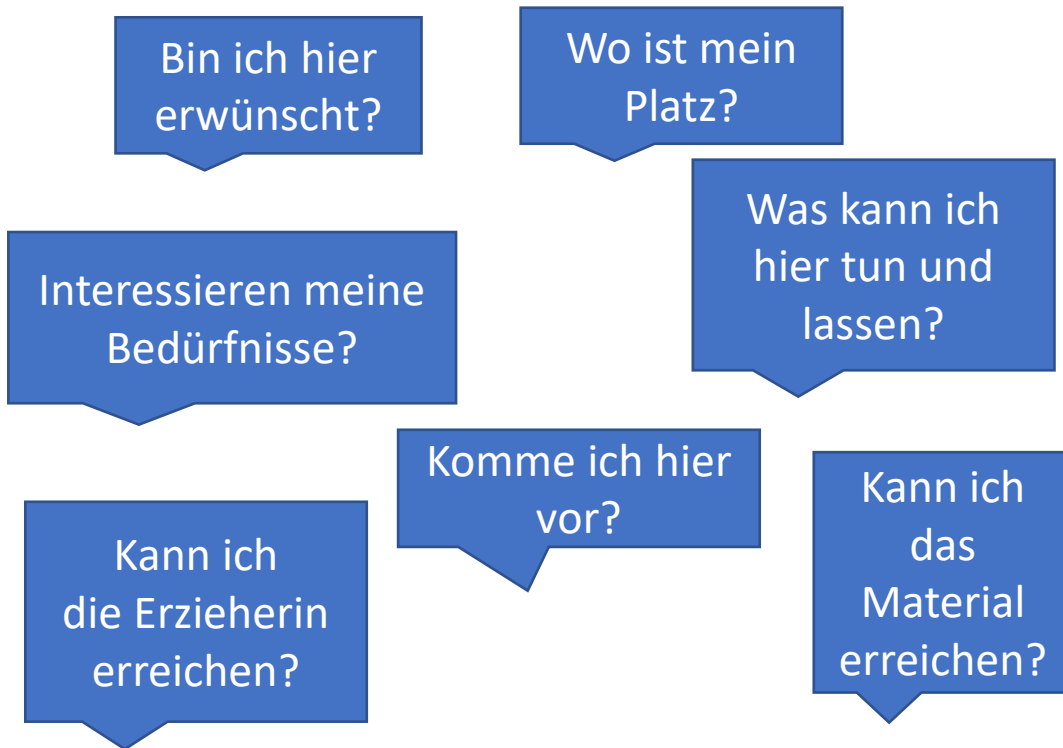 Bin ich hier
erwünscht?
Wo ist mein
Platz?
Was kann ich
hier tun und
lassen?
Interessieren meine
Bedürfnisse?
Komme ich hier
vor?
Kann ich
das
Material
erreichen?
Kann ich
die Erzieherin
erreichen?